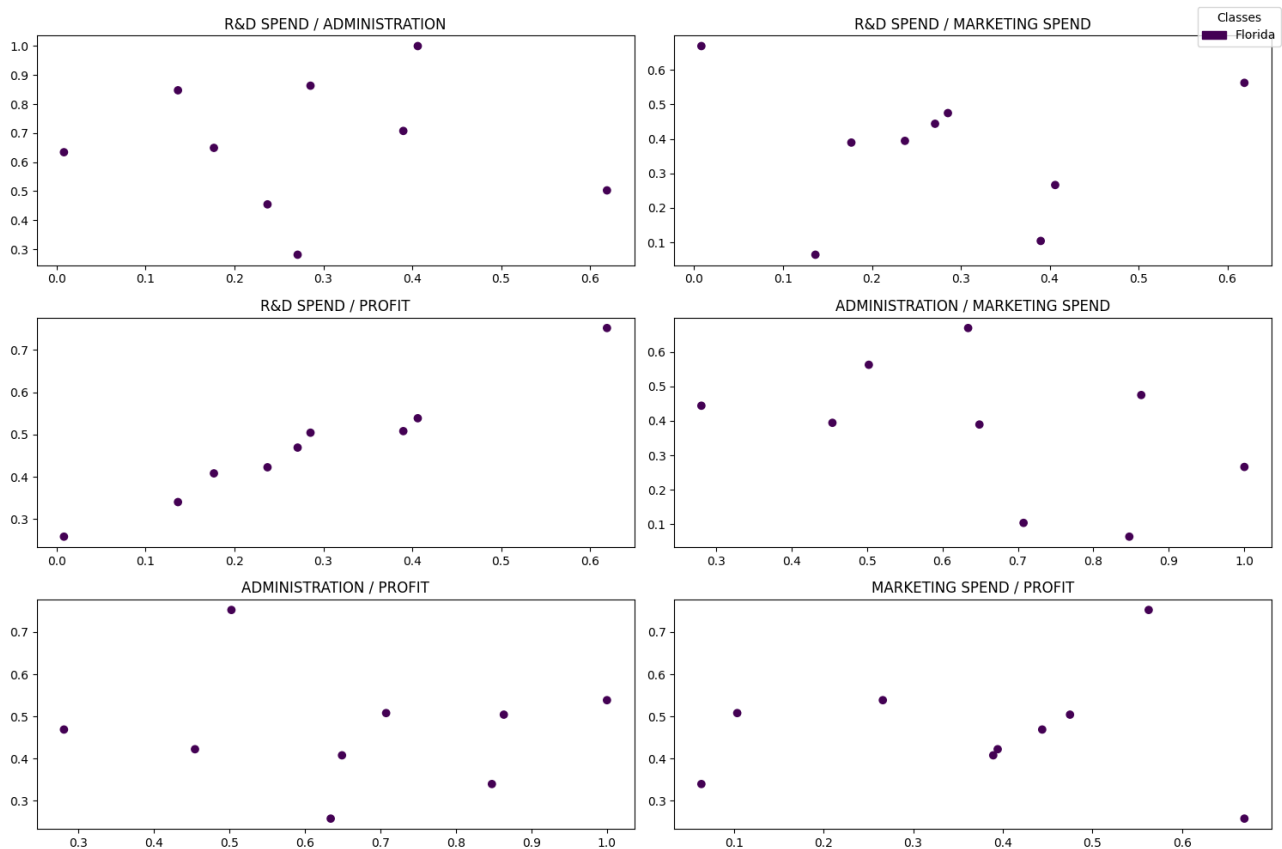 R&D SPEND / ADMINISTRATION
1.0
0.9
0.8
0.7
0.6
0.5
0.4
0.3
0.0 0.1 0.2 0.3 0.4 0.5 0.6
R&D SPEND / MARKETING SPEND
Classes
Florida
0.6
0.5
0.4
0.3
0.2
0.1
0.0 0.1 0.2 0.3 0.4 0.5 0.6
R&D SPEND / PROFIT
0.7
0.6
0.5
0.4
0.3
0.0 0.1 0.2 0.3 0.4 0.5 0.6
ADMINISTRATION / MARKETING SPEND
0.6
0.5
0.4
0.3
0.2
0.1
0.3 0.4 0.5 0.6 0.7 0.8 0.9 1.0
ADMINISTRATION / PROFIT
0.7
0.6
0.5
0.4
0.3
0.3 0.4 0.5 0.6 0.7 0.8 0.9 1.0
MARKETING SPEND / PROFIT
0.7
0.6
0.5
0.4
0.3
0.1 0.2 0.3 0.4 0.5 0.6